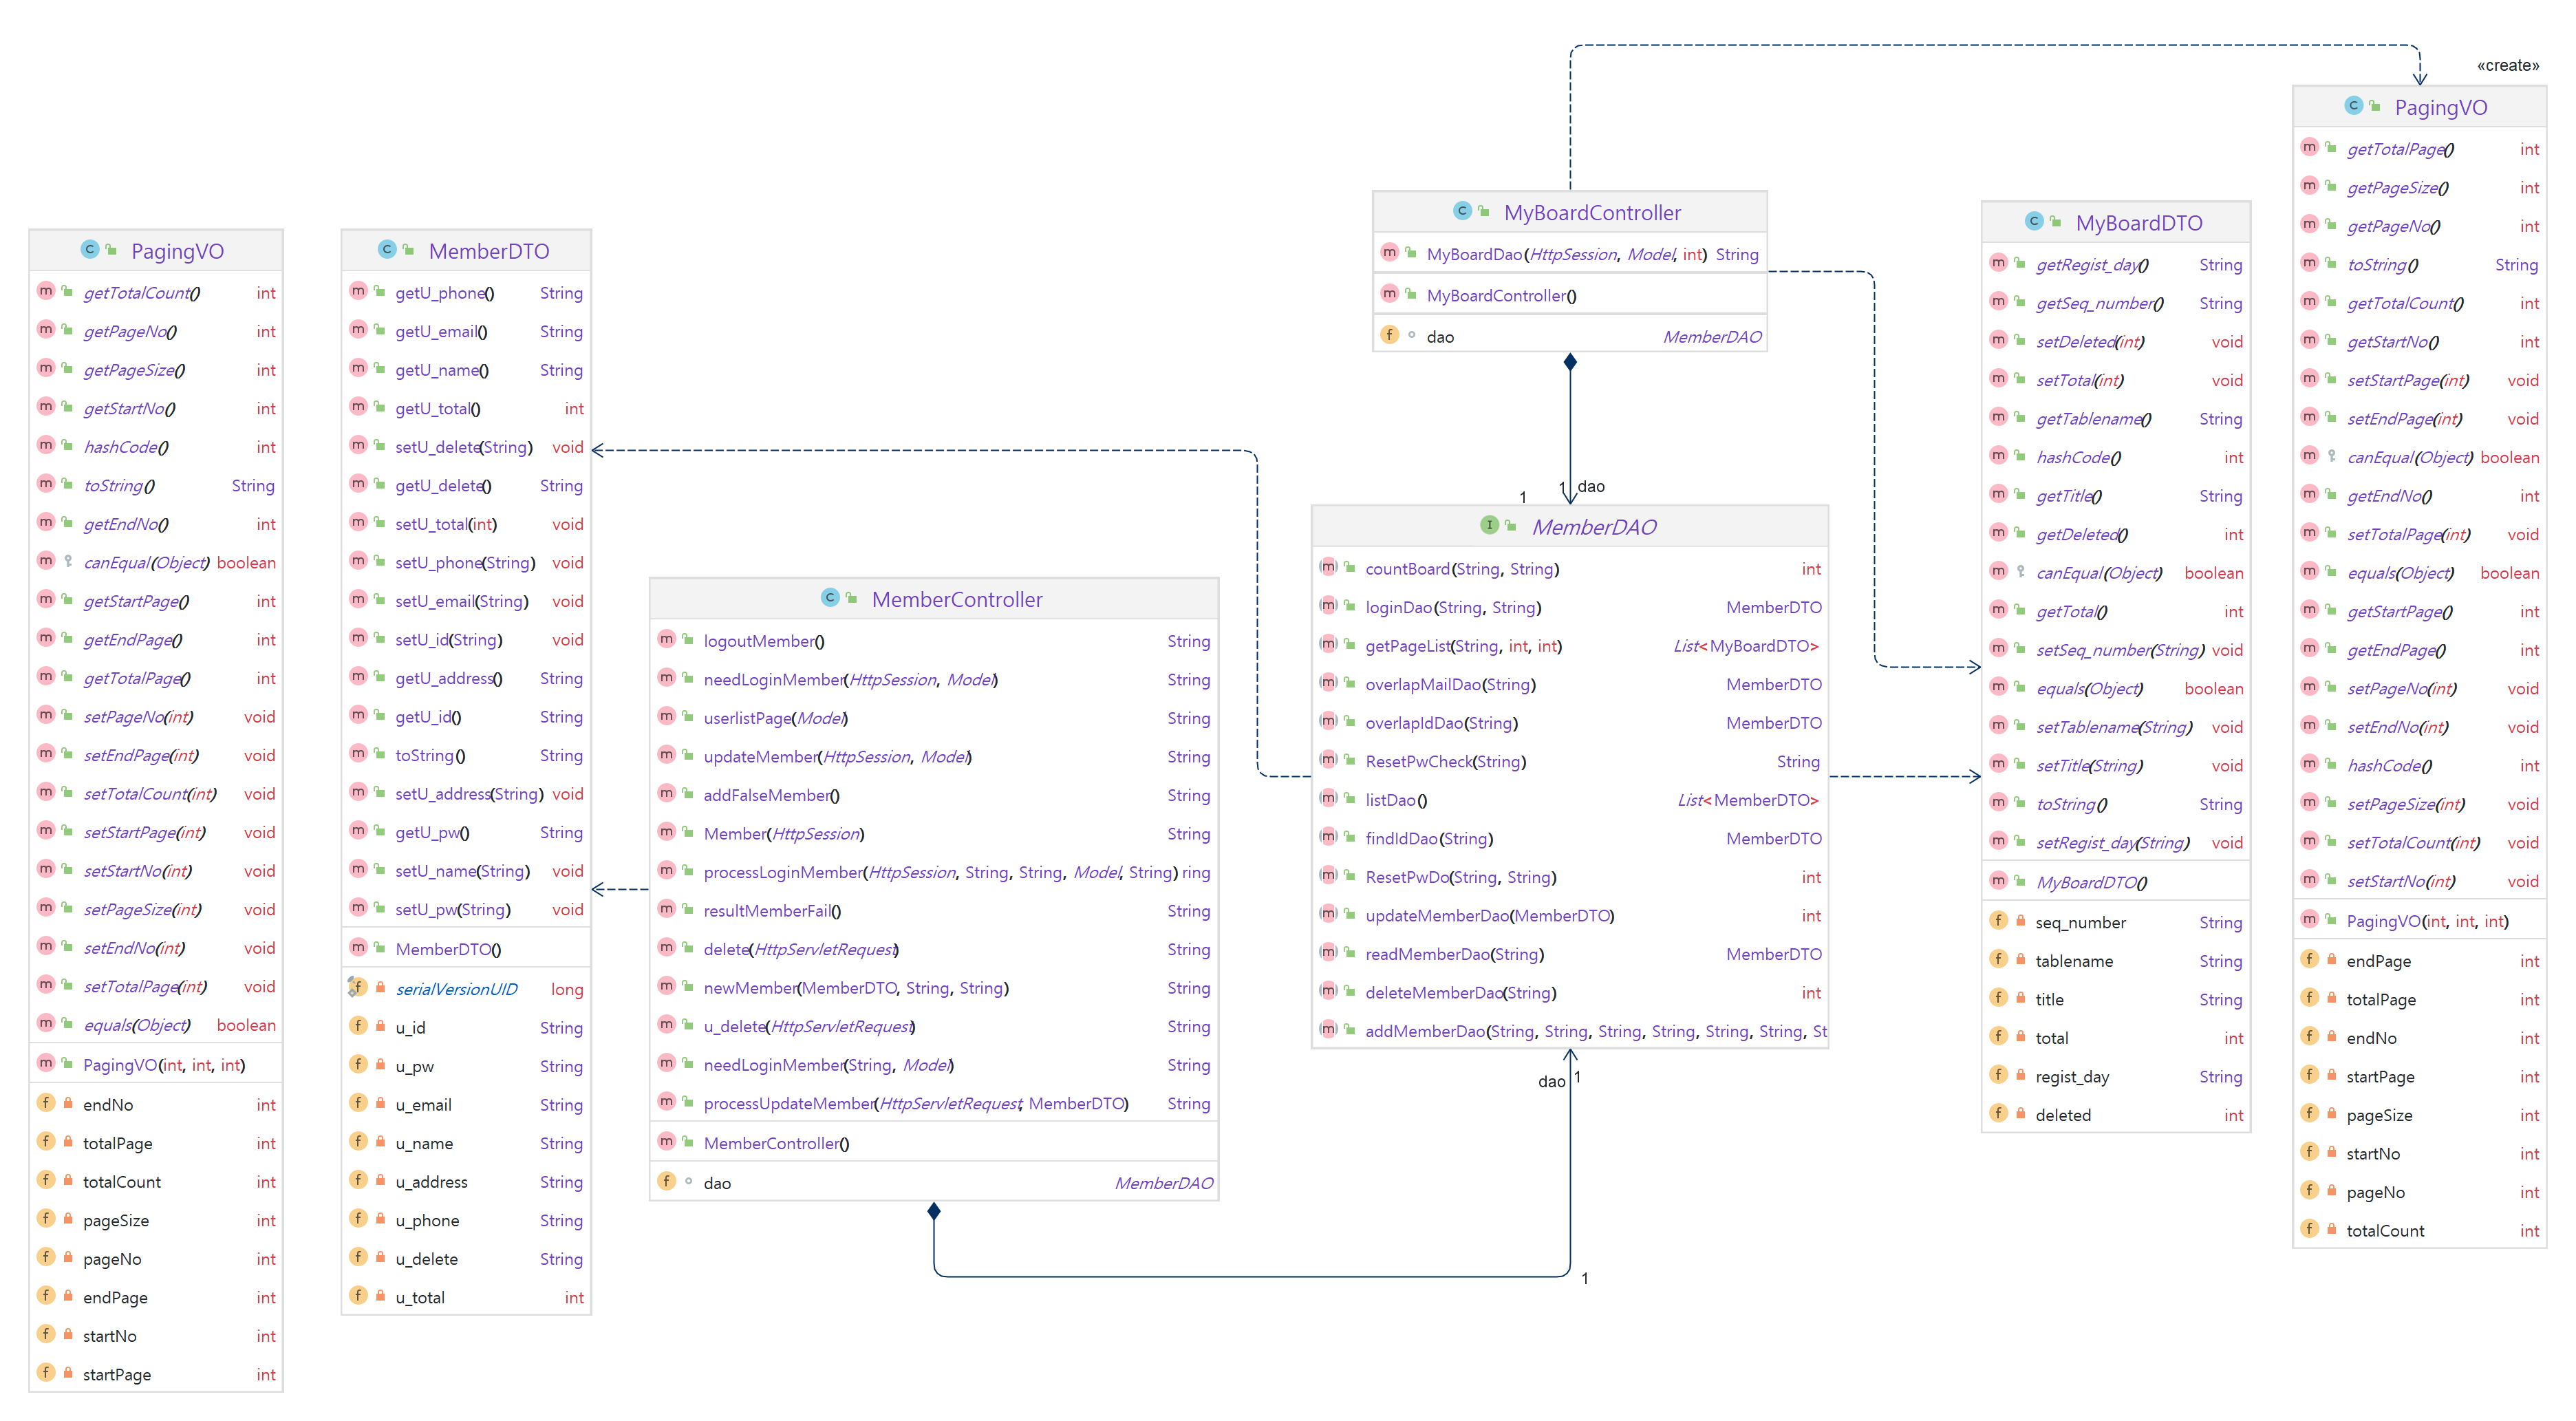 PagingVO
getTotalCount() int
getPageNo() int
getPageSize() int
getStartNo() int
hashCode() int
toString() String
getEndNo() int
canEqual(Object) boolean
getStartPage() int
getEndPage() int
getTotalPage() int
setPageNo(int) void
setEndPage(int) void
setTotalCount(int) void
setStartPage(int) void
setStartNo(int) void
setPageSize(int) void
setEndNo(int) void
setTotalPage(int) void
equals(Object) boolean
PagingVO(int, int, int)
endNo int
totalPage int
totalCount int
pageSize int
pageNo int
endPage int
startNo int
startPage int
MemberDTO
getU_phone() String
getU_email() String
getU_name() String
getU_total() int
setU_delete(String) void
getU_delete() String
setU_total(int) void
setU_phone(String) void
setU_email(String) void
setU_id(String) void
getU_address() String
getU_id() String
toString() String
setU_address(String) void
getU_pw() String
setU_name(String) void
setU_pw(String) void
MemberDTO()
serialVersionUID long
u_id String
u_pw String
u_email String
u_name String
u_address String
u_phone String
u_delete String
u_total int
MemberController
logoutMember() String
needLoginMember(HttpSession, Model) String
userlistPage(Model) String
updateMember(HttpSession, Model) String
addFalseMember() String
Member(HttpSession) String
processLoginMember(HttpSession, String, String, Model, String) ring
resultMemberFail() String
delete(HttpServletRequest) String
newMember(MemberDTO, String, String) String
u_delete(HttpServletRequest) String
needLoginMember(String, Model) String
processUpdateMember(HttpServletRequest, MemberDTO) String
MemberController()
dao MemberDAO
MyBoardController
MyBoardDao(HttpSession, Model, int) String
MyBoardController()
dao MemberDAO
1 1 dao
MemberDAO
countBoard(String, String) int
loginDao(String, String) MemberDTO
getPageList(String, int, int) List<MyBoardDTO>
overlapMailDao(String) MemberDTO
overlapIdDao(String) MemberDTO
ResetPwCheck(String) String
listDao() List<MemberDTO>
findIdDao(String) MemberDTO
ResetPwDo(String, String) int
updateMemberDao(MemberDTO) int
readMemberDao(String) MemberDTO
deleteMemberDao(String) int
addMemberDao(String, String, String, String, String, String, St
dao 1
1
MyBoardDTO
getRegist_day() String
getSeq_number() String
setDeleted(int) void
setTotal(int) void
getTablename() String
hashCode() int
getTitle() String
getDeleted() int
canEqual(Object) boolean
getTotal() int
setSeq_number(String) void
equals(Object) boolean
setTablename(String) void
setTitle(String) void
toString() String
setRegist_day(String) void
MyBoardDTO()
seq_number String
tablename String
title String
total int
regist_day String
deleted int
«create»
PagingVO
getTotalPage() int
getPageSize() int
getPageNo() int
toString() String
getTotalCount() int
getStartNo() int
setStartPage(int) void
setEndPage(int) void
canEqual(Object) boolean
getEndNo() int
setTotalPage(int) void
equals(Object) boolean
getStartPage() int
getEndPage() int
setPageNo(int) void
setEndNo(int) void
hashCode() int
setPageSize(int) void
setTotalCount(int) void
setStartNo(int) void
PagingVO(int, int, int)
endPage int
totalPage int
endNo int
startPage int
pageSize int
startNo int
pageNo int
totalCount int